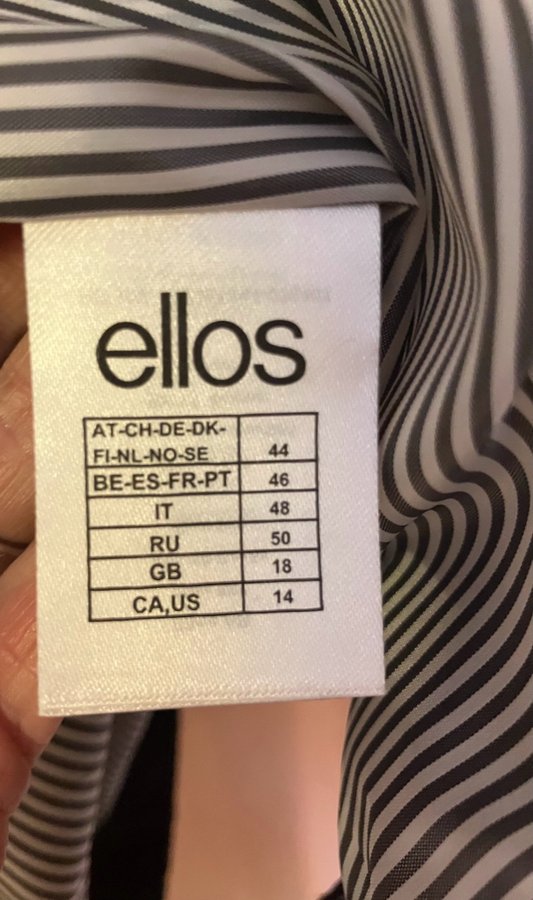 ellos
AT-CH-DE-DK-
FI-NL-NO-SE 44
BE-ES-FR-PT 46
IT 48
RU 50
GB 18
CA,US 14